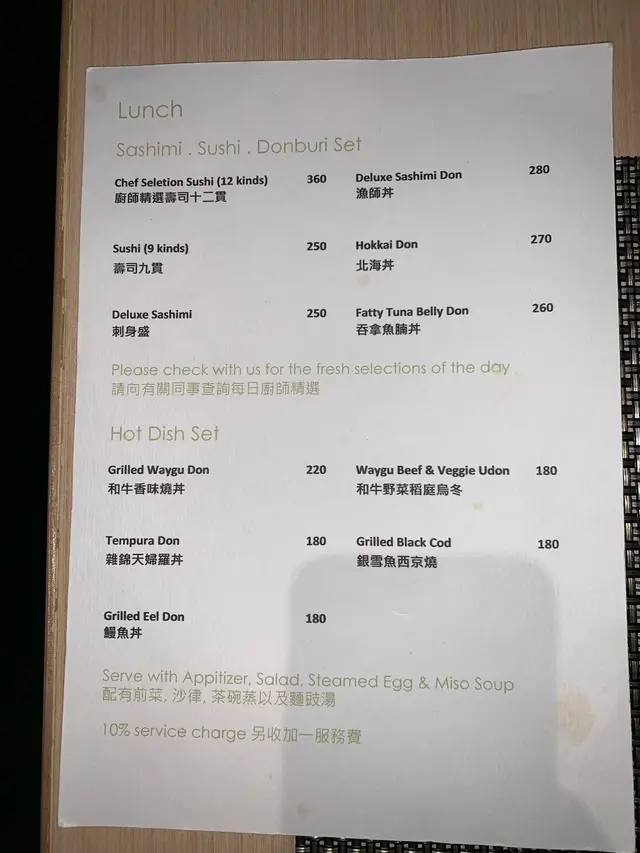 Lunch
Sashimi . Sushi . Donburi Set
Chef Seletion Sushi (12 kinds) 360
廚師精選壽司十二貫
Deluxe Sashimi Don 280
漁師丼
Sushi (9 kinds) 250
壽司九貫
Hokkai Don 270
北海丼
Deluxe Sashimi 250
刺身盛
Fatty Tuna Belly Don 260
吞拿魚腩丼
Please check with us for the fresh selections of the day
請向有關同事查詢每日廚師精選
Hot Dish Set
Grilled Waygu Don 220
和牛香味燒丼
Waygu Beef & Veggie Udon 180
和牛野菜稻庭烏冬
Tempura Don 180
雜錦天婦羅丼
Grilled Black Cod 180
銀雪魚西京燒
Grilled Eel Don 180
鰻魚丼
Serve with Appitizer, Salad, Steamed Egg & Miso Soup
配有前菜, 沙律, 茶碗蒸以及麵豉湯
10% service charge 另收加一服務費